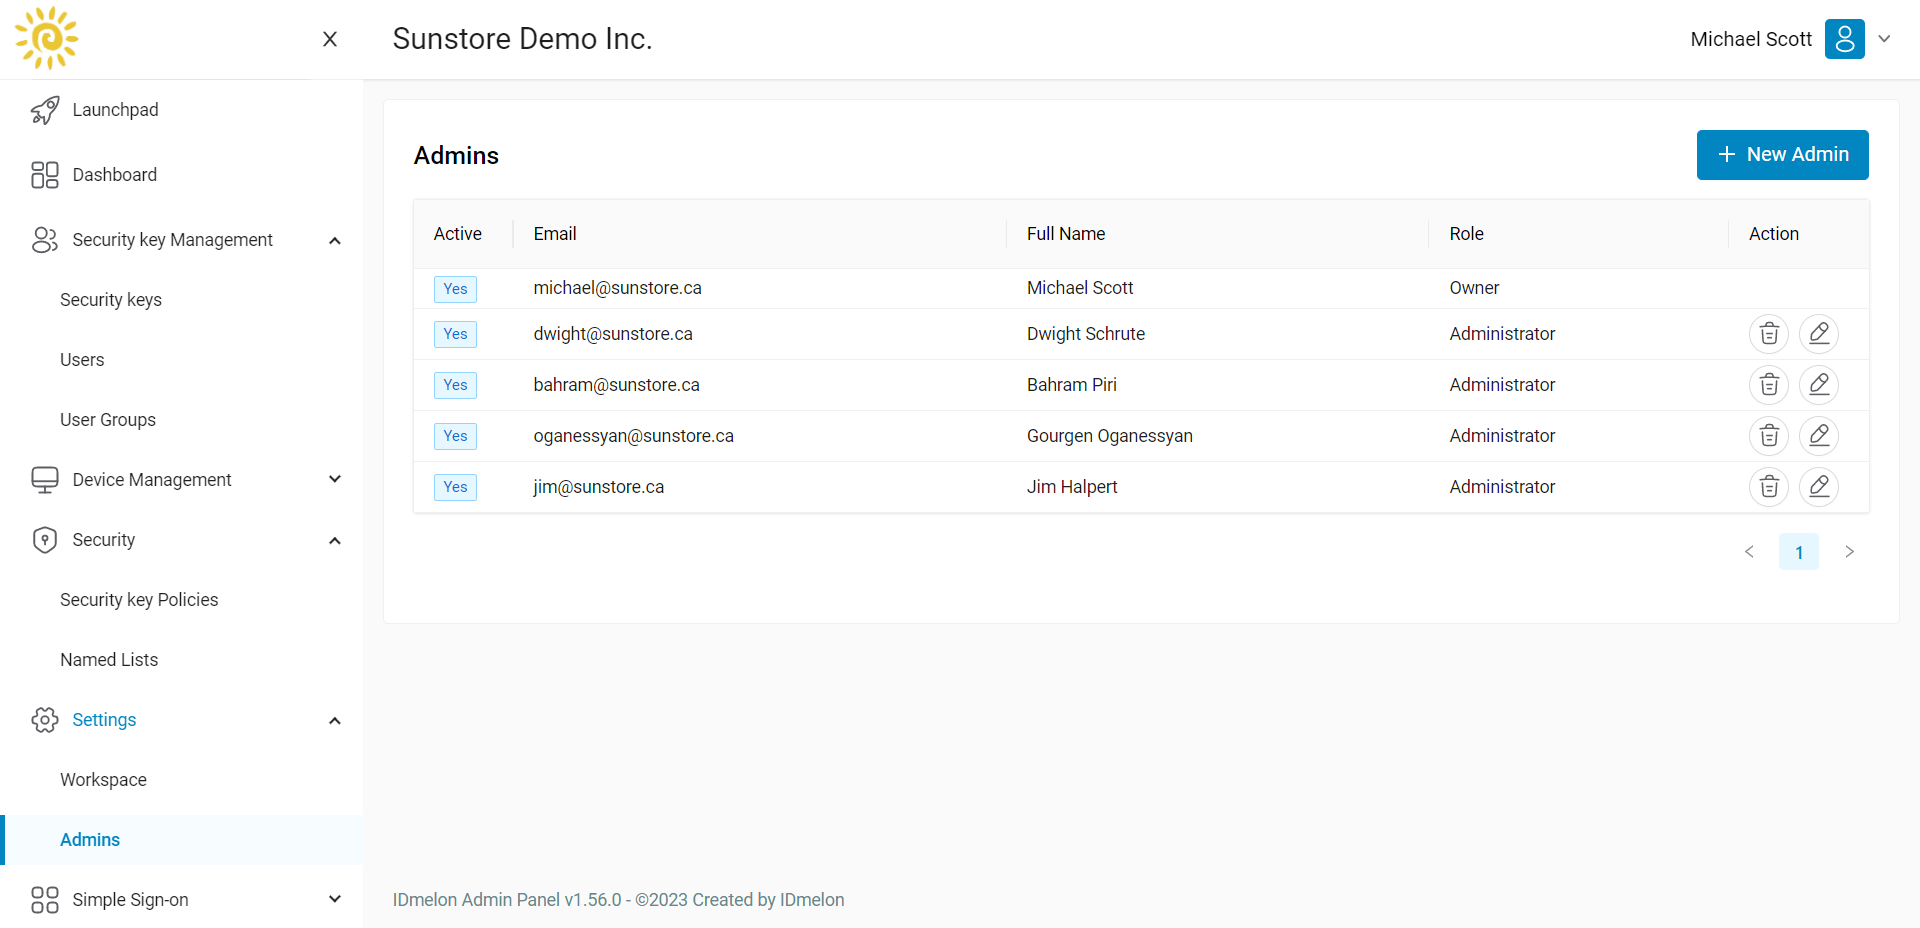 Sunstore Demo Inc.
Michael Scott
Launchpad
Dashboard
Security key Management
Security keys
Users
User Groups
Device Management
Security
Security key Policies
Named Lists
Settings
Workspace
Admins
Simple Sign-on
Admins
New Admin
Active Email Full Name Role Action
Yes michael@sunstore.ca Michael Scott Owner
Yes dwight@sunstore.ca Dwight Schrute Administrator
Yes bahram@sunstore.ca Bahram Piri Administrator
Yes oganessyan@sunstore.ca Gourgen Oganessyan Administrator
Yes jim@sunstore.ca Jim Halpert Administrator
1
IDmelon Admin Panel v1.56.0 - ©2023 Created by IDmelon